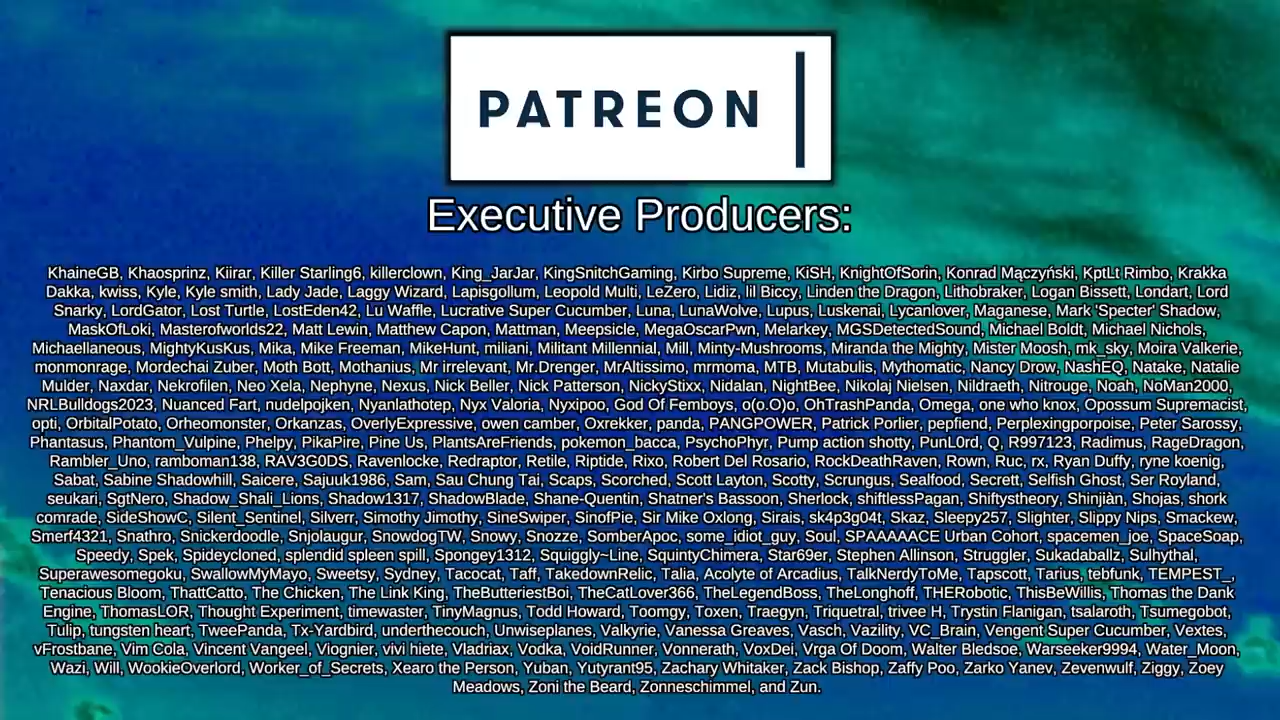 PATREON
Executive Producers:
KhaineGB, Khaosprinz, Kiirar, Killer Starling6, killerclown, King_JarJar, KingSnitchGaming, Kirbo Supreme, KiSH, KnightOfSorin, Konrad Mączyński, KptLt Rimbo, Krakka
Dakka, kwiss, Kyle, Kyle smith, Lady Jade, Laggy Wizard, Lapisgollum, Leopold Multi, LeZero, Lidiz, lil Biccy, Linden the Dragon, Lithobraker, Logan Bissett, Londart, Lord
Snarky, LordGator, Lost Turtle, LostEden42, Lu Waffle, Lucrative Super Cucumber, Luna, LunaWolve, Lupus, Luskenai, Lycanlover, Maganese, Mark 'Specter' Shadow,
MaskOfLoki, Masterofworlds22, Matt Lewin, Matthew Capon, Mattman, Meepsicle, MegaOscarPwn, Melarkey, MGSDetectedSound, Michael Boldt, Michael Nichols,
Michaellaneous, MightyKusKus, Mika, Mike Freeman, MikeHunt, miliani, Militant Millennial, Mill, Minty-Mushrooms, Miranda the Mighty, Mister Moosh, mk_sky, Moira Valkerie,
monmonrage, Mordechai Zuber, Moth Bott, Mothanius, Mr irrelevant, Mr.Drenger, MrAltissimo, mrmoma, MTB, Mutabulis, Mythomatic, Nancy Drow, NashEQ, Natake, Natalie
Mulder, Naxdar, Nekrofilen, Neo Xela, Nephyne, Nexus, Nick Beller, Nick Patterson, NickyStixx, Nidalan, NightBee, Nikolaj Nielsen, Nildraeth, Nitrouge, Noah, NoMan2000,
NRLBulldogs2023, Nuanced Fart, nudelpojken, Nyanlathotep, Nyx Valoria, Nyxipoo, God Of Femboys, o(o.O)o, OhTrashPanda, Omega, one who knox, Opossum Supremacist,
opti, OrbitalPotato, Orheomonster, Orkanzas, OverlyExpressive, owen camber, Oxrekker, panda, PANGPOWER, Patrick Porlier, pepfiend, Perplexingporpoise, Peter Sarossy,
Phantasus, Phantom_Vulpine, Phelpy, PikaPire, Pine Us, PlantsAreFriends, pokemon_bacca, PsychoPhyr, Pump action shotty, PunL0rd, Q, R997123, Radimus, RageDragon,
Rambler_Uno, ramboman138, RAV3G0DS, Ravenlocke, Redraptor, Retile, Riptide, Rixo, Robert Del Rosario, RockDeathRaven, Rown, Ruc, rx, Ryan Duffy, ryne koenig,
Sabat, Sabine Shadowhill, Saicere, Sajuuk1986, Sam, Sau Chung Tai, Scaps, Scorched, Scott Layton, Scotty, Scrungus, Sealfood, Secrett, Selfish Ghost, Ser Royland,
seukari, SgtNero, Shadow_Shali_Lions, Shadow1317, ShadowBlade, Shane-Quentin, Shatner's Bassoon, Sherlock, shiftlessPagan, Shiftystheory, Shinjiàn, Shojas, shork
comrade, SideShowC, Silent_Sentinel, Silverr, Simothy Jimothy, SineSwiper, SinofPie, Sir Mike Oxlong, Sirais, sk4p3g04t, Skaz, Sleepy257, Slighter, Slippy Nips, Smackew,
Smerf4321, Snathro, Snickerdoodle, Snjolaugur, SnowdogTW, Snowy, Snozze, SomberApoc, some_idiot_guy, Soul, SPAAAAACE Urban Cohort, spacemen_joe, SpaceSoap,
Speedy, Spek, Spideycloned, splendid spleen spill, Spongey1312, Squiggly~Line, SquintyChimera, Star69er, Stephen Allinson, Struggler, Sukadaballz, Sulhythal,
Superawesomegoku, SwallowMyMayo, Sweetsy, Sydney, Tacocat, Taff, TakedownRelic, Talia, Acolyte of Arcadius, TalkNerdyToMe, Tapscott, Tarius, tebfunk, TEMPEST_,
Tenacious Bloom, ThattCatto, The Chicken, The Link King, TheButteriestBoi, TheCatLover366, TheLegendBoss, TheLonghoff, THERobotic, ThisBeWillis, Thomas the Dank
Engine, ThomasLOR, Thought Experiment, timewaster, TinyMagnus, Todd Howard, Toomgy, Toxen, Traegyn, Triquetral, trivee H, Trystin Flanigan, tsalaroth, Tsumegobot,
Tulip, tungsten heart, TweePanda, Tx-Yardbird, underthecouch, Unwiseplanes, Valkyrie, Vanessa Greaves, Vasch, Vazility, VC_Brain, Vengent Super Cucumber, Vextes,
vFrostbane, Vim Cola, Vincent Vangeel, Viognier, vivi hiete, Vladriax, Vodka, VoidRunner, Vonnerath, VoxDei, Vrga Of Doom, Walter Bledsoe, Warseeker9994, Water_Moon,
Wazi, Will, WookieOverlord, Worker_of_Secrets, Xearo the Person, Yuban, Yutyrant95, Zachary Whitaker, Zack Bishop, Zaffy Poo, Zarko Yanev, Zevenwulf, Ziggy, Zoey
Meadows, Zoni the Beard, Zonneschimmel, and Zun.